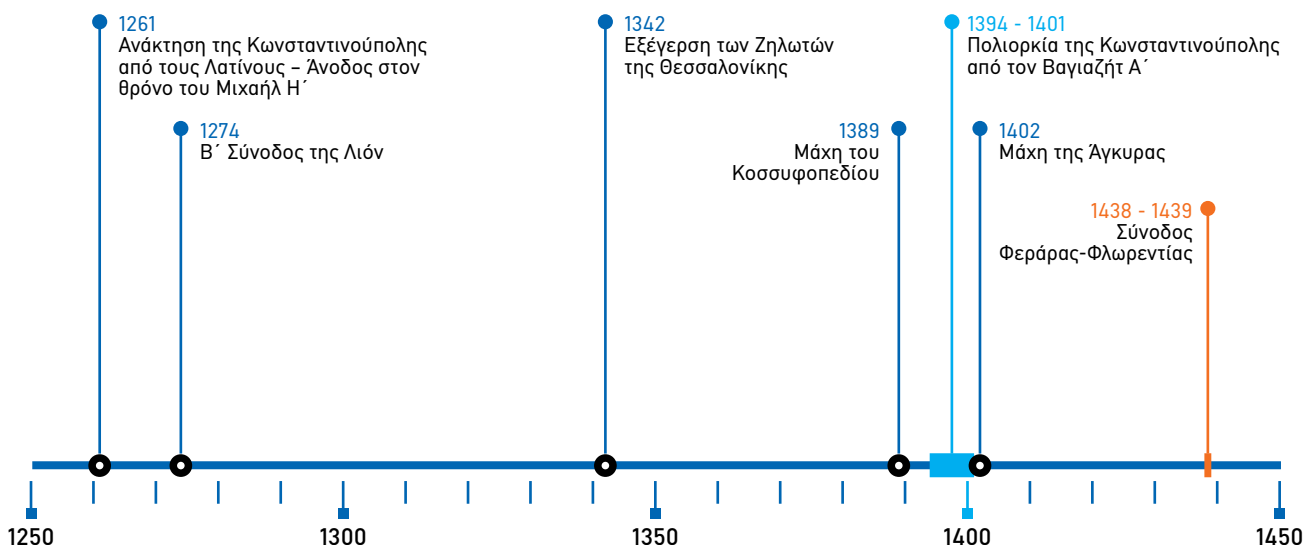 1261
Ανάκτηση της Κωνσταντινούπολης
από τους Λατίνους – Άνοδος στον
θρόνο του Μιχαήλ Η΄
1274
Β΄ Σύνοδος της Λιόν
1342
Εξέγερση των Ζηλωτών
της Θεσσαλονίκης
1389
Μάχη του
Κοσσυφοπεδίου
1394 - 1401
Πολιορκία της Κωνσταντινούπολης
από τον Βαγιαζήτ Α΄
1402
Μάχη της Άγκυρας
1438 - 1439
Σύνοδος
Φεράρας-Φλωρεντίας
1250
1300
1350
1400
1450